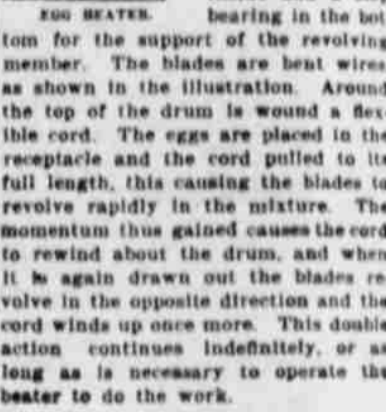 EGG BEATER. bearing in the bot
tom for the support of the revolving
member. The blades are bent wires
as shown in the illustration. Around
the top of the drum is wound a flex
ible cord. The eggs are placed in the
receptacle and the cord pulled to its
full length, this causing the blades to
revolve rapidly in the mixture. The
momentum thus gained causes the cord
to rewind about the drum, and when
it is again drawn out the blades re
volve in the opposite direction and the
cord winds up once more. This double
action continues indefinitely, or as
long as is necessary to operate the
beater to do the work.